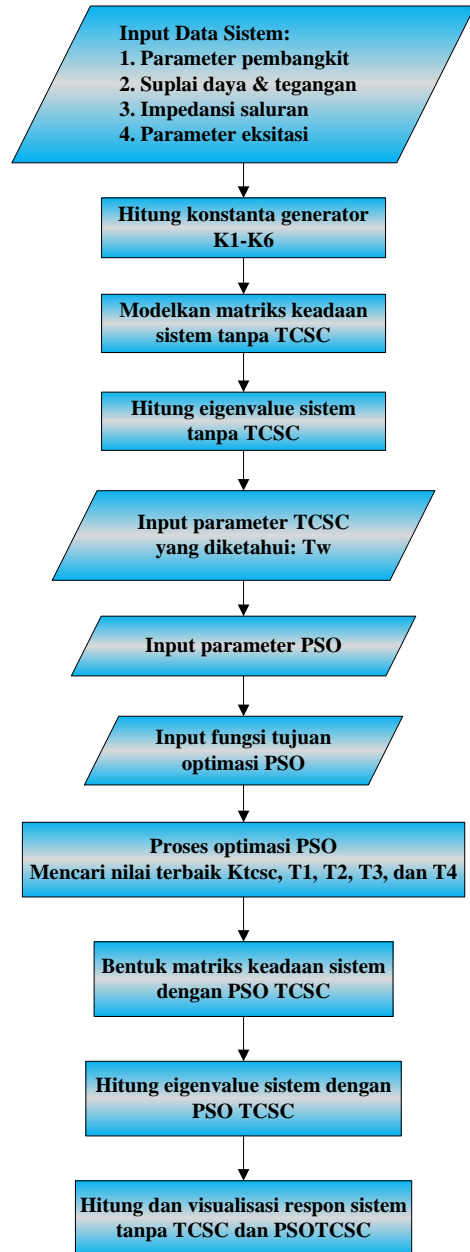 Input Data Sistem:
1. Parameter pembangkit
2. Suplai daya & tegangan
3. Impedansi saluran
4. Parameter eksitasi
Hitung konstanta generator
K1-K6
Modelkan matriks keadaan
sistem tanpa TCSC
Hitung eigenvalue sistem
tanpa TCSC
Input parameter TCSC
yang diketahui: Tw
Input parameter PSO
Input fungsi tujuan
optimasi PSO
Proses optimasi PSO
Mencari nilai terbaik Ktcsc, T1, T2, T3, dan T4
Bentuk matriks keadaan sistem
dengan PSO TCSC
Hitung eigenvalue sistem dengan
PSO TCSC
Hitung dan visualisasi respon sistem
tanpa TCSC dan PSOTCSC